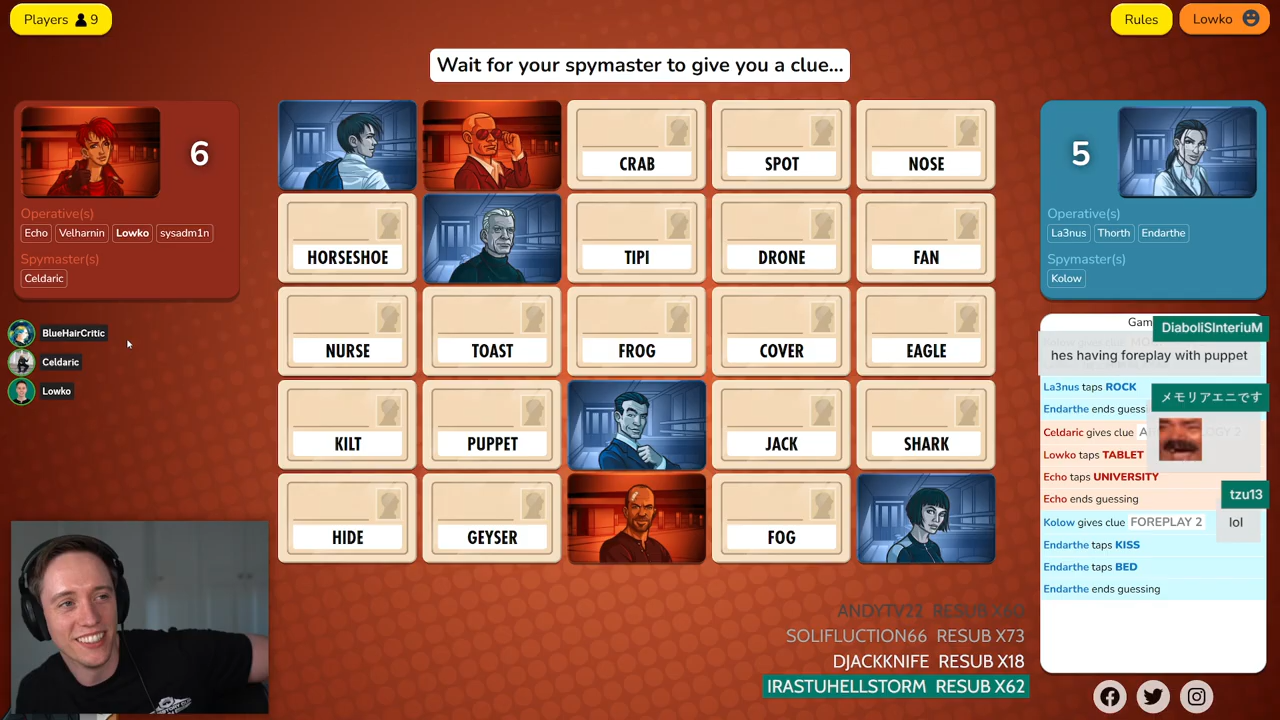 Players 9
Rules
Lowko
Wait for your spymaster to give you a clue...
6
Operative(s)
Echo Velharnin Lowko sysadm1n
Spymaster(s)
Celdaric
BlueHairCritic
Celdaric
Lowko
CRAB SPOT NOSE
HORSESHOE TIPI DRONE FAN
NURSE TOAST FROG COVER EAGLE
KILT PUPPET JACK SHARK
HIDE GEYSER FOG
5
Operative(s)
La3nus Thorth Endarthe
Spymaster(s)
Kolow
Gam
DiaboliSInteriuM
hes having foreplay with puppet
La3nus taps ROCK
メモリアエニです
Endarthe ends guess
Celdaric gives clue
Lowko taps TABLET
Echo taps UNIVERSITY
tzu13
Echo ends guessing
Kolow gives clue FOREPLAY 2
lol
Endarthe taps KISS
Endarthe taps BED
Endarthe ends guessing
ANDYTV22 RESUB X60
SOLIFLUCTION66 RESUB X73
DJACKKNIFE RESUB X18
IRASTUHELLSTORM RESUB X62